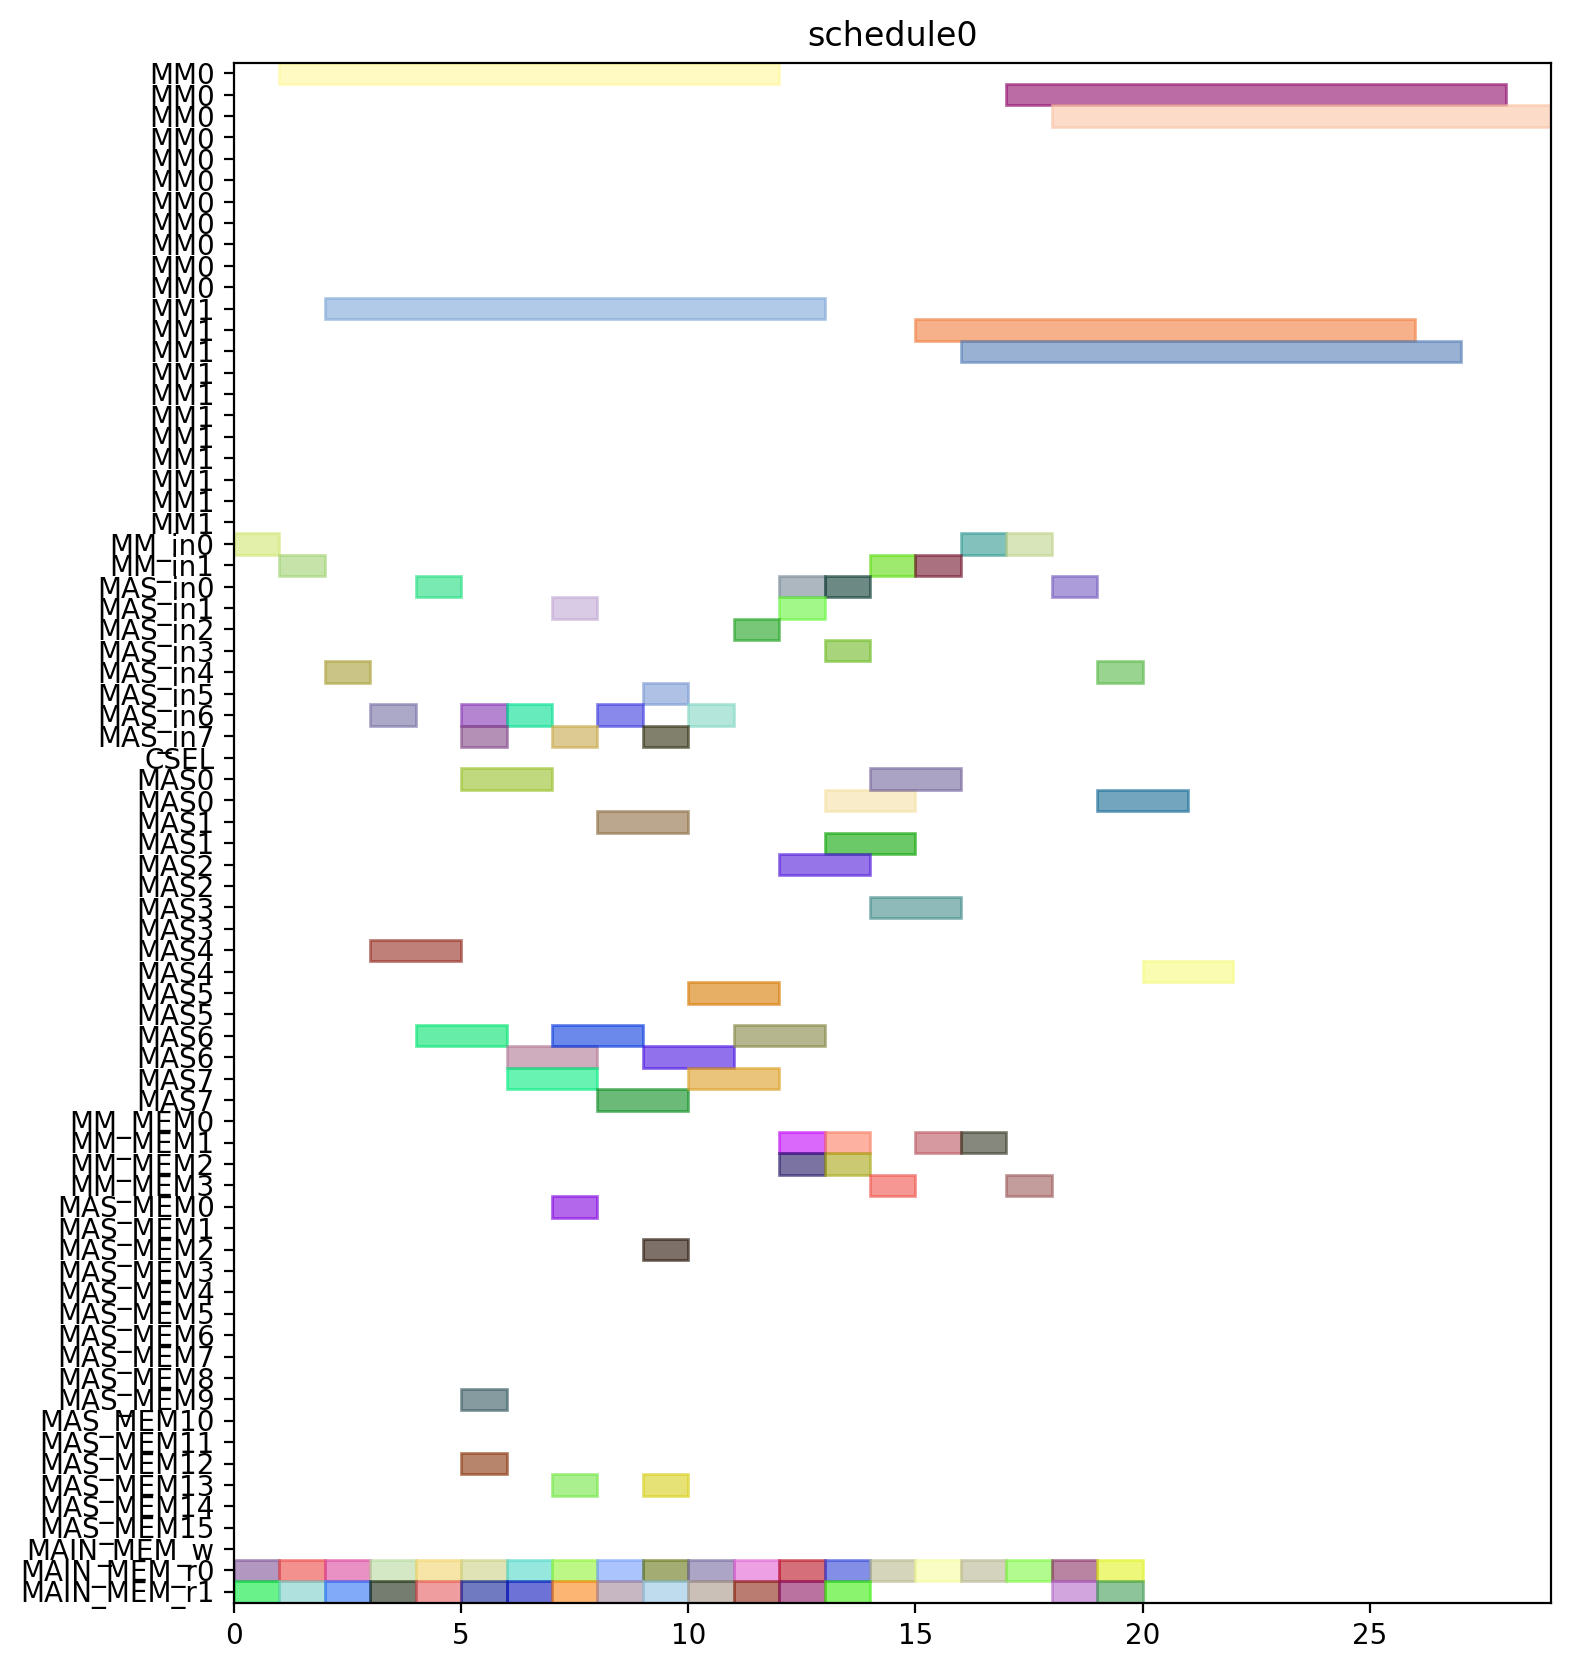 schedule0
MM0
MM0
MM0
MM0
MM0
MM0
MM0
MM0
MM0
MM0
MM0
MM1
MM1
MM1
MM1
MM1
MM1
MM1
MM1
MM1
MM1
MM1
MM_in0
MM_in1
MAS_in0
MAS_in1
MAS_in2
MAS_in3
MAS_in4
MAS_in5
MAS_in6
MAS_in7
CSEL
MAS0
MAS0
MAS1
MAS1
MAS2
MAS2
MAS3
MAS3
MAS4
MAS4
MAS5
MAS5
MAS6
MAS6
MAS7
MAS7
MM_MEM0
MM_MEM1
MM_MEM2
MM_MEM3
MAS_MEM0
MAS_MEM1
MAS_MEM2
MAS_MEM3
MAS_MEM4
MAS_MEM5
MAS_MEM6
MAS_MEM7
MAS_MEM8
MAS_MEM9
MAS_MEM10
MAS_MEM11
MAS_MEM12
MAS_MEM13
MAS_MEM14
MAS_MEM15
MAIN_MEM_w
MAIN_MEM_r0
MAIN_MEM_r1
0 5 10 15 20 25